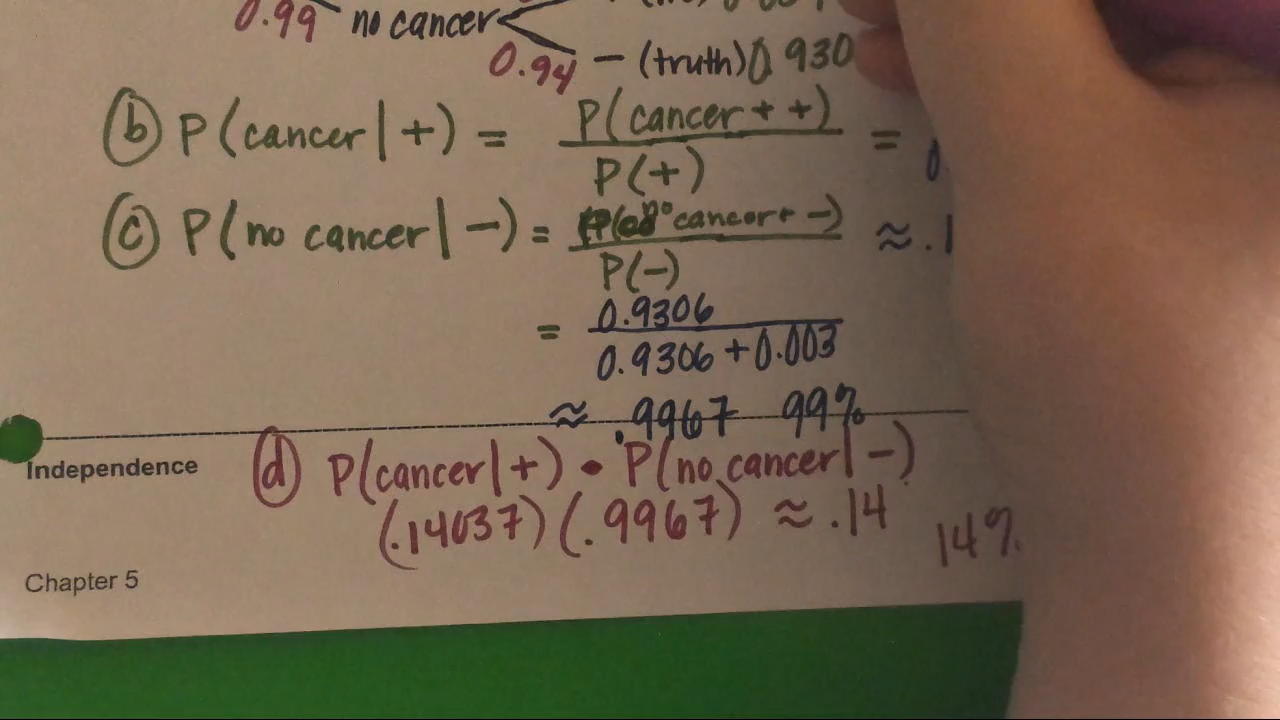 0.99 no cancer
0.94 — (truth) 0.930
(b) P(cancer | +) = P(cancer + +) =
P(+)
(c) P(no cancer | −) = cancer + −) ≈ .1
P(−)
= 0.9306
0.9306 + 0.003
≈ .9967 99%
Independence
(d) P(cancer | +) • P(no cancer | −)
(.14037)(.9967) ≈ .14 14%
Chapter 5